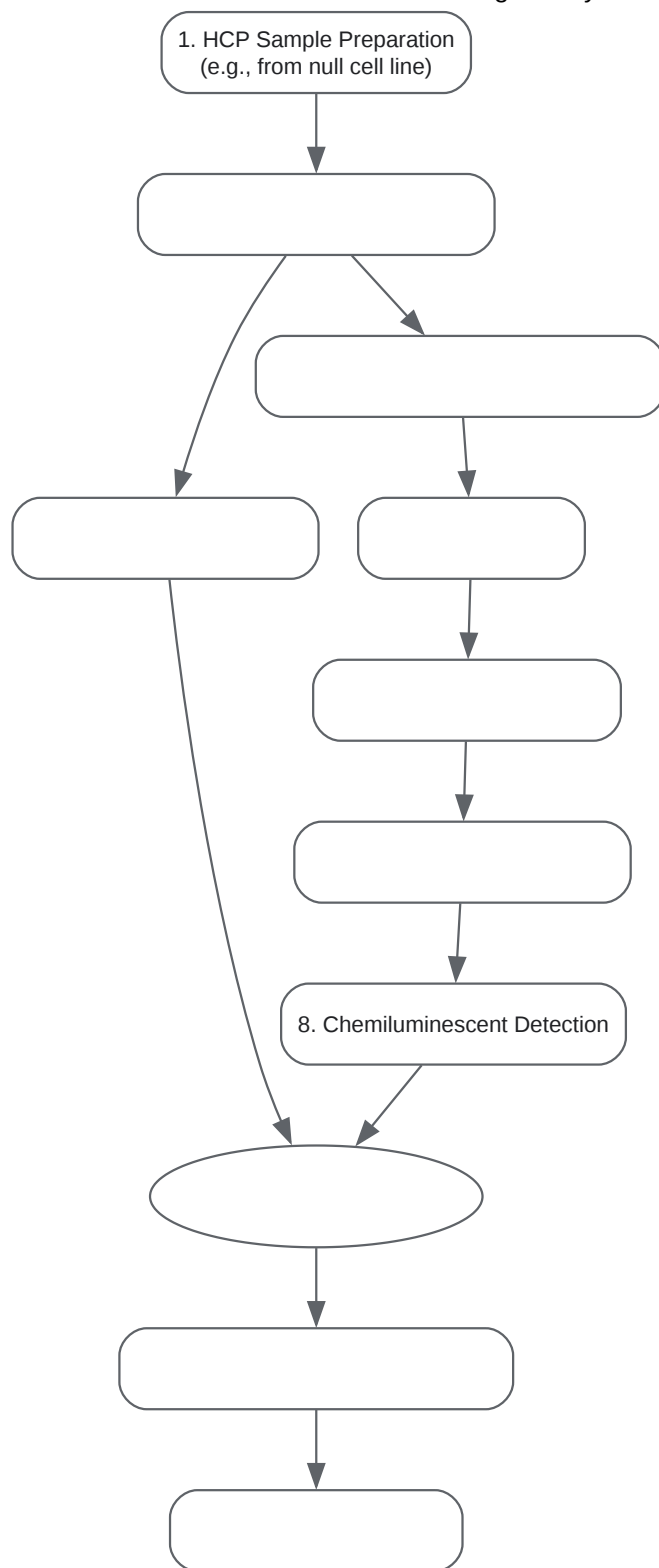 1. HCP Sample Preparation
(e.g., from null cell line)
8. Chemiluminescent Detection